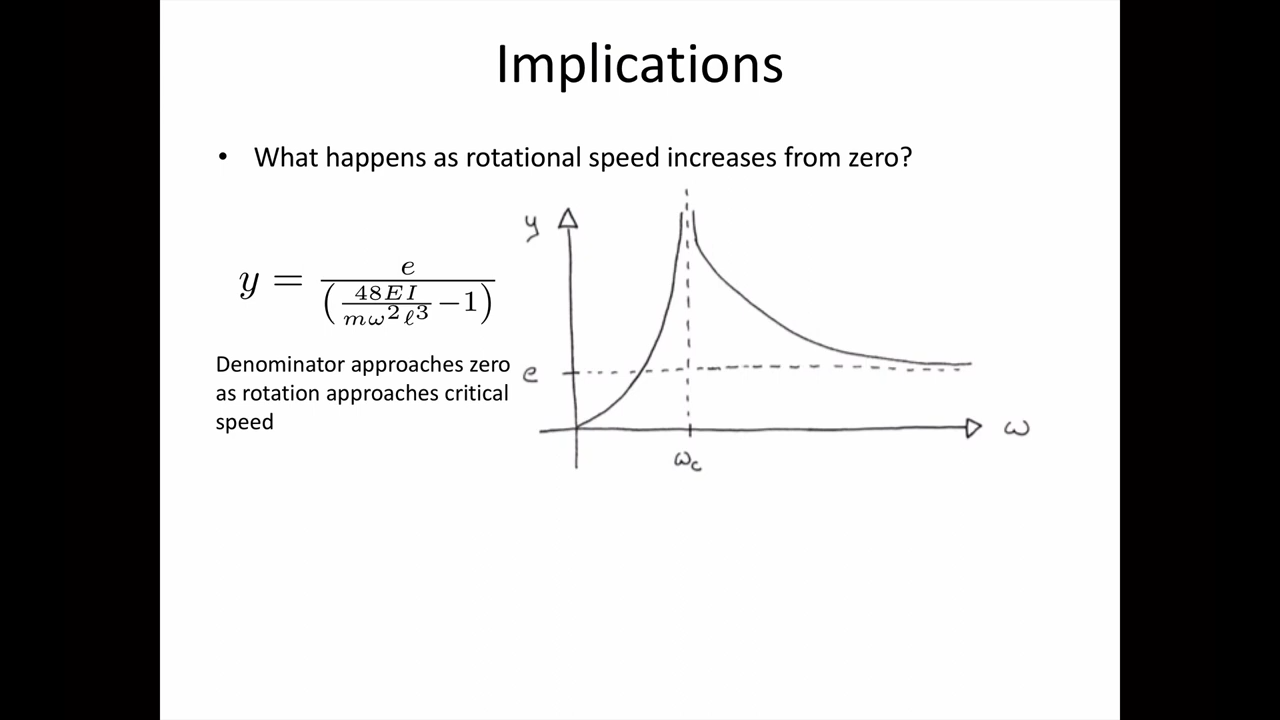 Implications
• What happens as rotational speed increases from zero?
y = e / (48EI / mω²ℓ³ − 1)
Denominator approaches zero
as rotation approaches critical
speed
y
e
ω
ωc